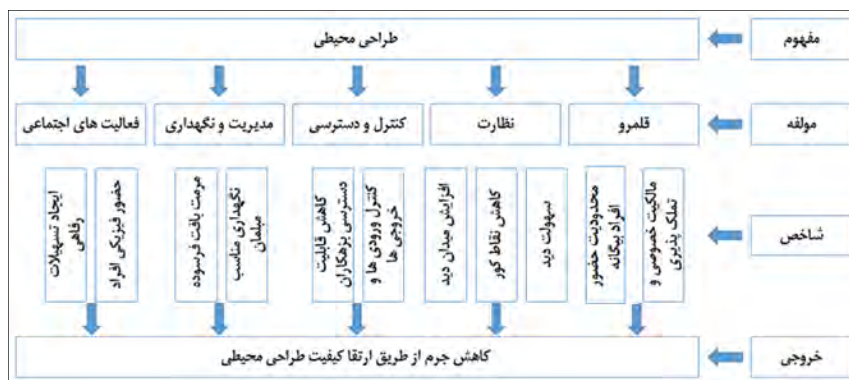 مفهوم
طراحی محیطی
مولفه
قلمرو
نظارت
کنترل و دسترسی
مدیریت و نگهداری
فعالیت های اجتماعی
شاخص
مالکیت خصوصی و
تملک پذیری
محدودیت حضور
افراد بیگانه
سهولت دید
کاهش نقاط کور
افزایش میدان دید
کنترل ورودی ها و
خروجی ها
کاهش قابلیت
دسترسی بزهکاران
نگهداری مناسب
مبلمان
مرمت بافت فرسوده
حضور فیزیکی افراد
ایجاد تسهیلات
رفاهی
خروجی
کاهش جرم از طریق ارتقا کیفیت طراحی محیطی